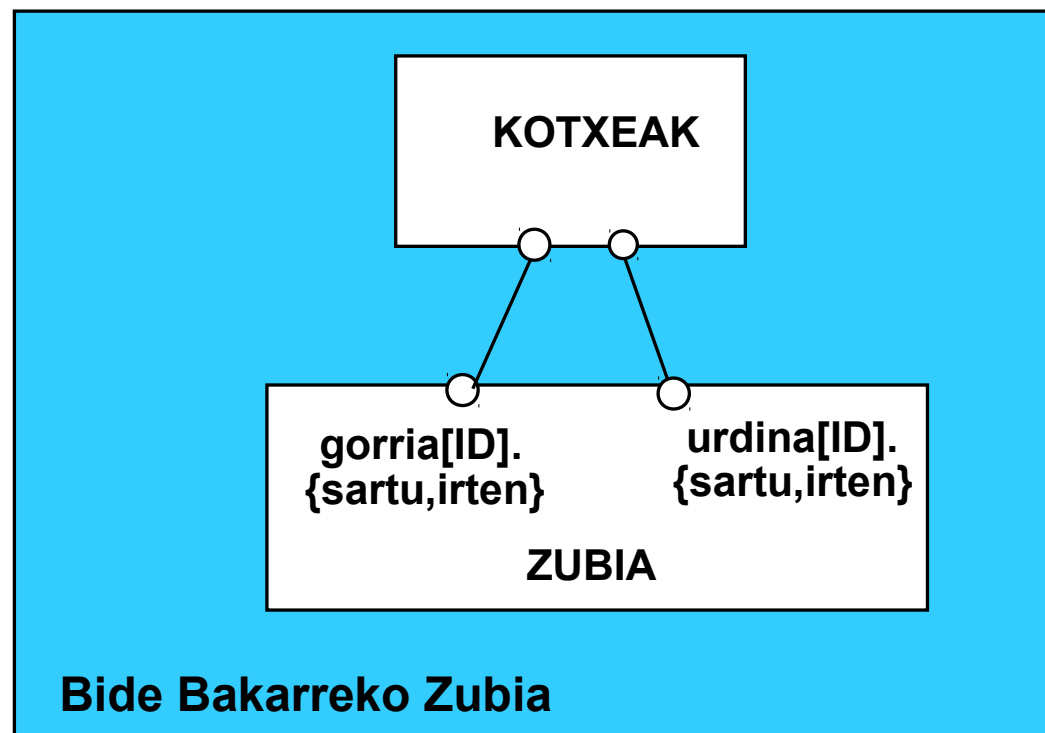 KOTXEAK
gorria[ID].
{sartu,irten}
urdina[ID].
{sartu,irten}
ZUBIA
Bide Bakarreko Zubia